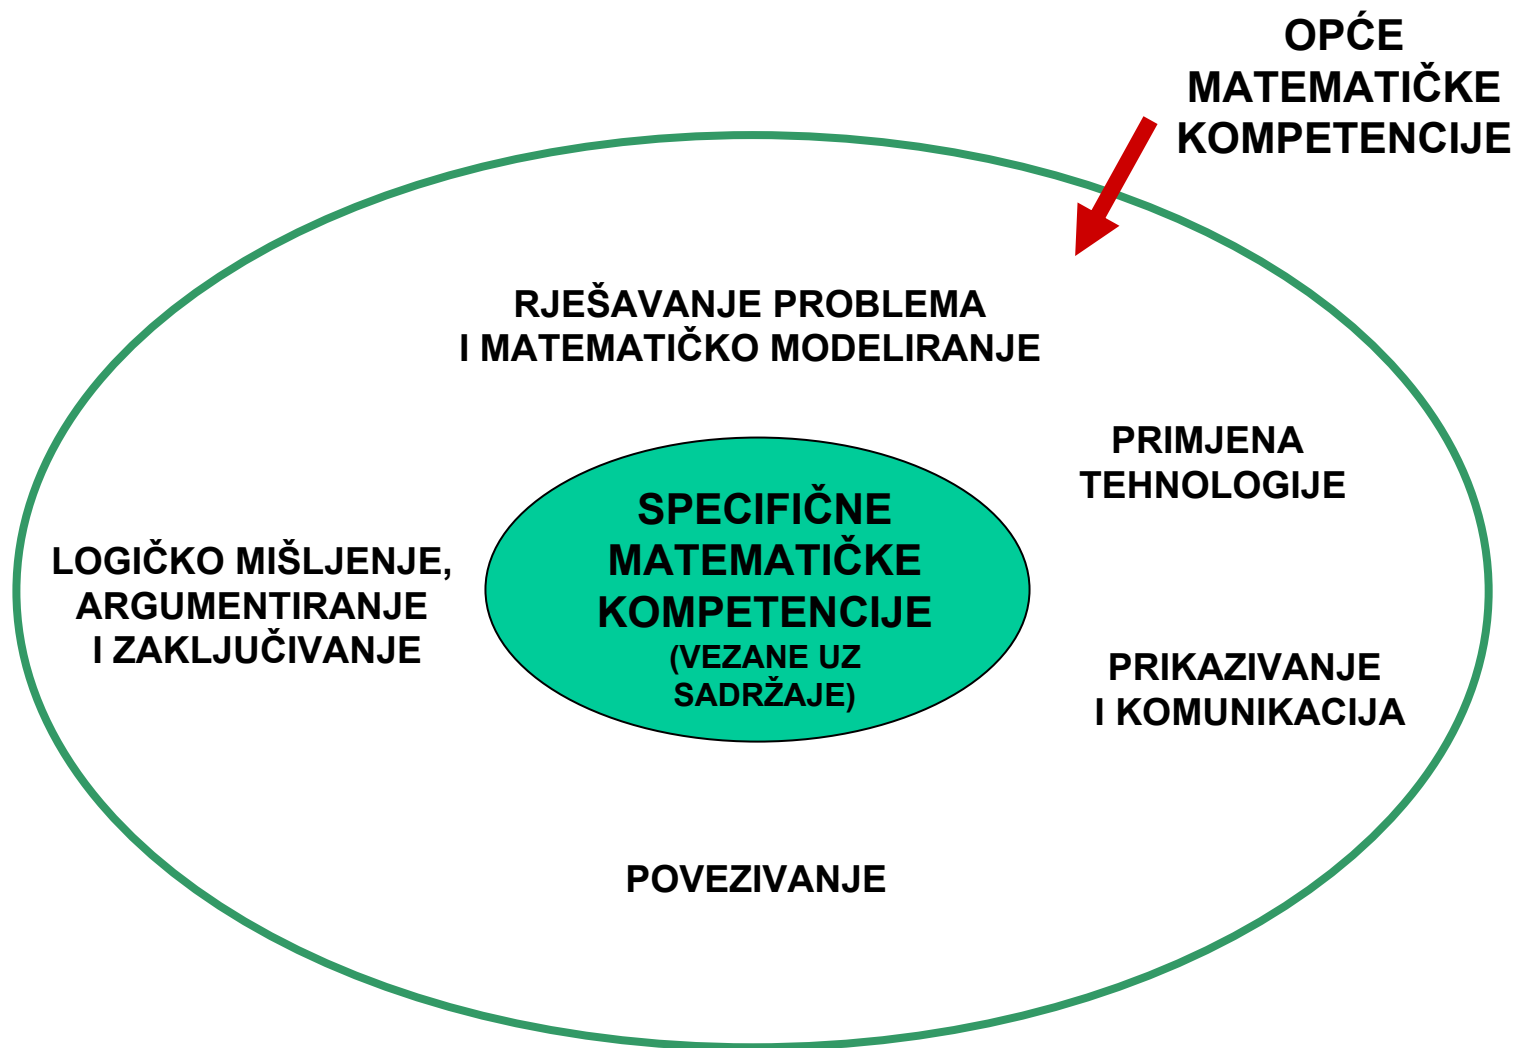 OPĆE
MATEMATIČKE
KOMPETENCIJE
RJEŠAVANJE PROBLEMA
I MATEMATIČKO MODELIRANJE
PRIMJENA
TEHNOLOGIJE
SPECIFIČNE
MATEMATIČKE
KOMPETENCIJE
(VEZANE UZ
SADRŽAJE)
LOGIČKO MIŠLJENJE,
ARGUMENTIRANJE
I ZAKLJUČIVANJE
PRIKAZIVANJE
I KOMUNIKACIJA
POVEZIVANJE